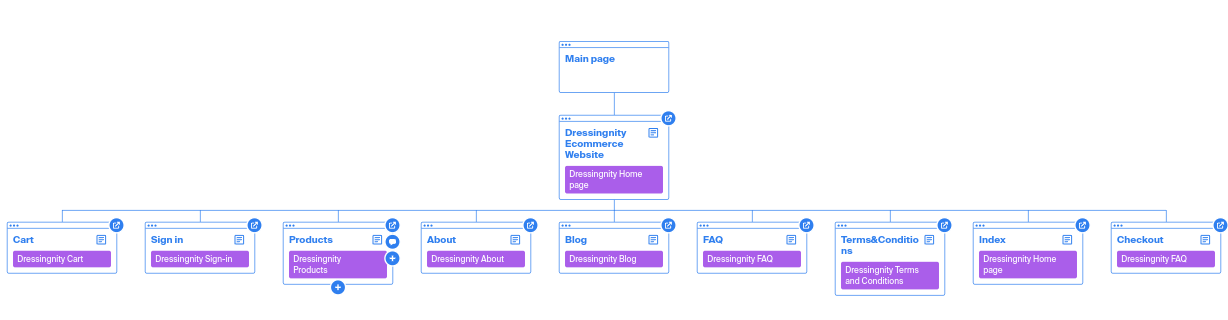 Main page
Dressingnity
Ecommerce
Website
Dressingnity Home
page
Cart
Dressingnity Cart
Sign in
Dressingnity Sign-in
Products
Dressingnity
Products
About
Dressingnity About
Blog
Dressingnity Blog
FAQ
Dressingnity FAQ
Terms&Conditio
ns
Dressingnity Terms
and Conditions
Index
Dressingnity Home
page
Checkout
Dressingnity FAQ